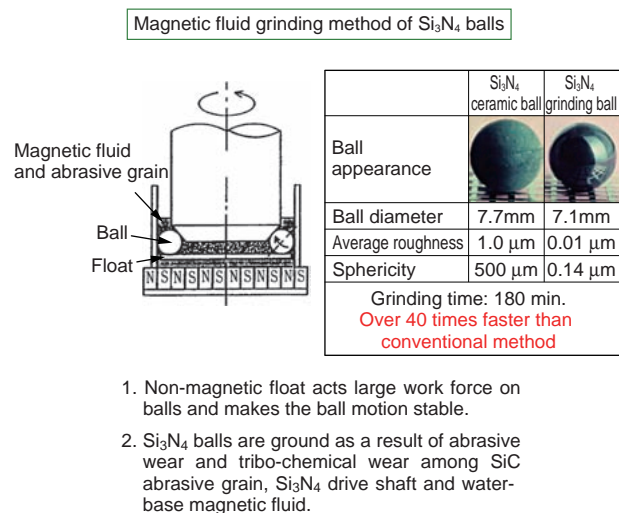 Magnetic fluid grinding method of Si₃N₄ balls
Magnetic fluid
and abrasive grain
Ball
Float
N S N S N S N S N S N S
Si₃N₄
ceramic ball
Si₃N₄
grinding ball
Ball
appearance
Ball diameter 7.7mm 7.1mm
Average roughness 1.0 μm 0.01 μm
Sphericity 500 μm 0.14 μm
Grinding time: 180 min.
Over 40 times faster than
conventional method
1. Non-magnetic float acts large work force on
balls and makes the ball motion stable.
2. Si₃N₄ balls are ground as a result of abrasive
wear and tribo-chemical wear among SiC
abrasive grain, Si₃N₄ drive shaft and water-
base magnetic fluid.